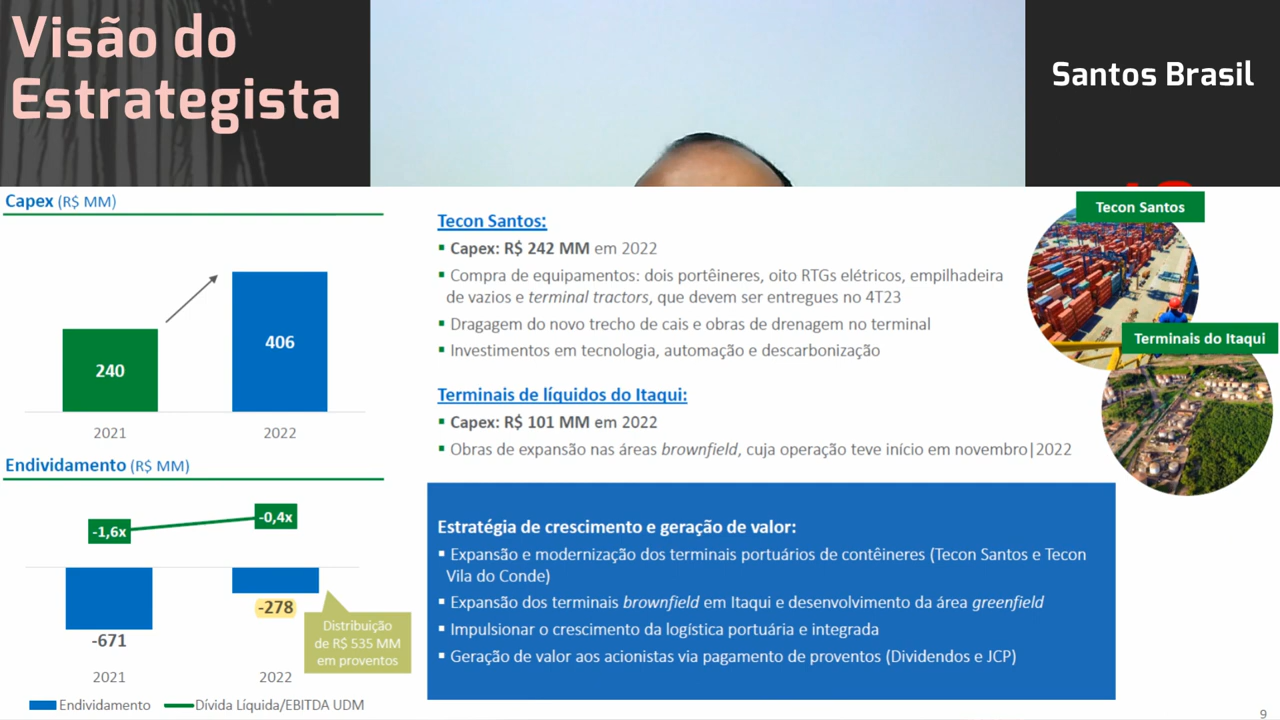 Visão do
Estrategista
Santos Brasil
Capex (R$ MM)
240
406
2021
2022
Endividamento (R$ MM)
-1,6x
-0,4x
-671
-278
Distribuição
de R$ 535 MM
em proventos
2021
2022
Endividamento
Dívida Líquida/EBITDA UDM
Tecon Santos:
▪ Capex: R$ 242 MM em 2022
▪ Compra de equipamentos: dois portêineres, oito RTGs elétricos, empilhadeira
de vazios e terminal tractors, que devem ser entregues no 4T23
▪ Dragagem do novo trecho de cais e obras de drenagem no terminal
▪ Investimentos em tecnologia, automação e descarbonização
Terminais de líquidos do Itaqui:
▪ Capex: R$ 101 MM em 2022
▪ Obras de expansão nas áreas brownfield, cuja operação teve início em novembro|2022
Tecon Santos
Terminais do Itaqui
Estratégia de crescimento e geração de valor:
▪ Expansão e modernização dos terminais portuários de contêineres (Tecon Santos e Tecon
Vila do Conde)
▪ Expansão dos terminais brownfield em Itaqui e desenvolvimento da área greenfield
▪ Impulsionar o crescimento da logística portuária e integrada
▪ Geração de valor aos acionistas via pagamento de proventos (Dividendos e JCP)
9